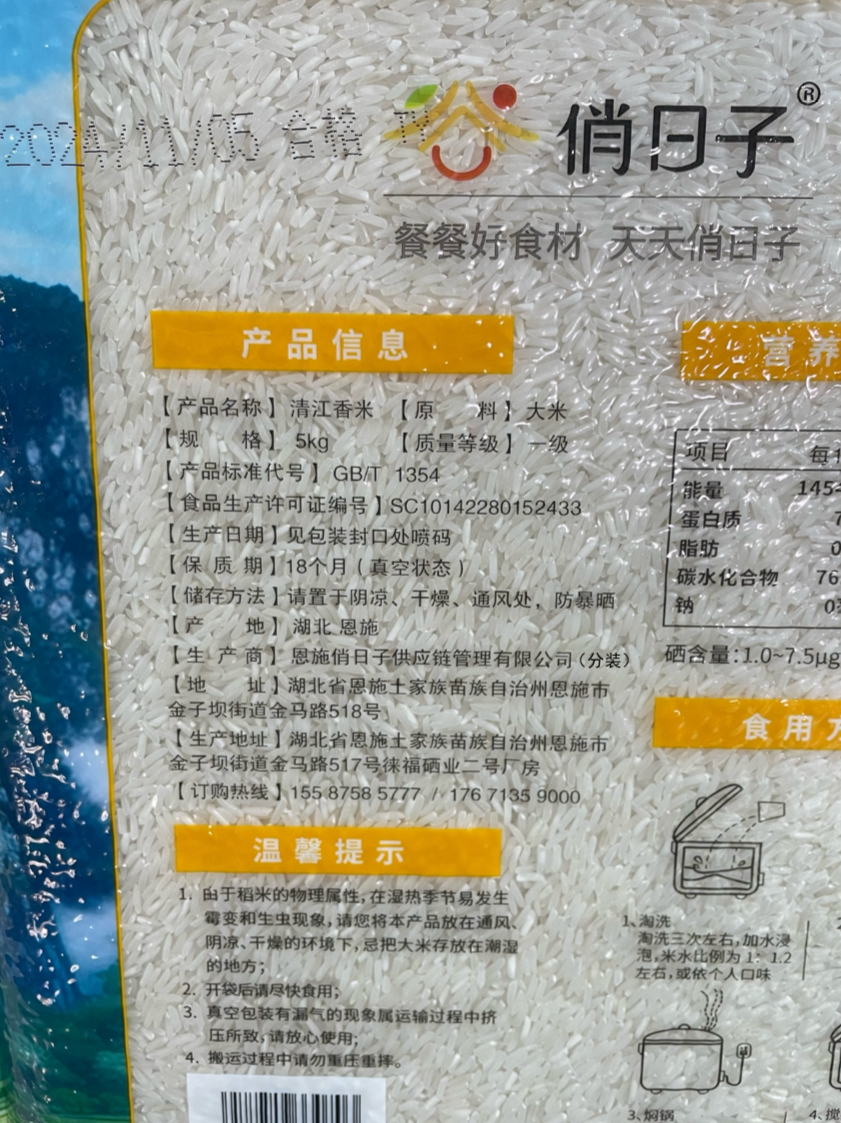 2024/11/05 合格
俏日子®
餐餐好食材 天天俏日子
产品信息
【产品名称】清江香米 【原 料】大米
【规 格】5kg 【质量等级】一级
【产品标准代号】GB/T 1354
【食品生产许可证编号】SC10142280152433
【生产日期】见包装封口处喷码
【保 质 期】18个月（真空状态）
【储存方法】请置于阴凉、干燥、通风处，防暴晒
【产 地】湖北 恩施
【生 产 商】恩施俏日子供应链管理有限公司（分装）
【地 址】湖北省恩施土家族苗族自治州恩施市
金子坝街道金马路518号
【生产地址】湖北省恩施土家族苗族自治州恩施市
金子坝街道金马路517号徕福硒业二号厂房
【订购热线】155 8758 5777 / 176 7135 9000
温馨提示
1. 由于稻米的物理属性,在湿热季节易发生
霉变和生虫现象,请您将本产品放在通风、
阴凉、干燥的环境下,忌把大米存放在潮湿
的地方;
2. 开袋后请尽快食用;
3. 真空包装有漏气的现象属运输过程中挤
压所致,请放心使用;
4. 搬运过程中请勿重压重摔。
营养
项目 每1
能量 145
蛋白质 7
脂肪 0
碳水化合物 76
钠 0
硒含量:1.0~7.5μg
食用方
1、淘洗
淘洗三次左右,加水浸
泡,米水比例为 1: 1.2
左右,或依个人口味
3、焖锅
4、搅